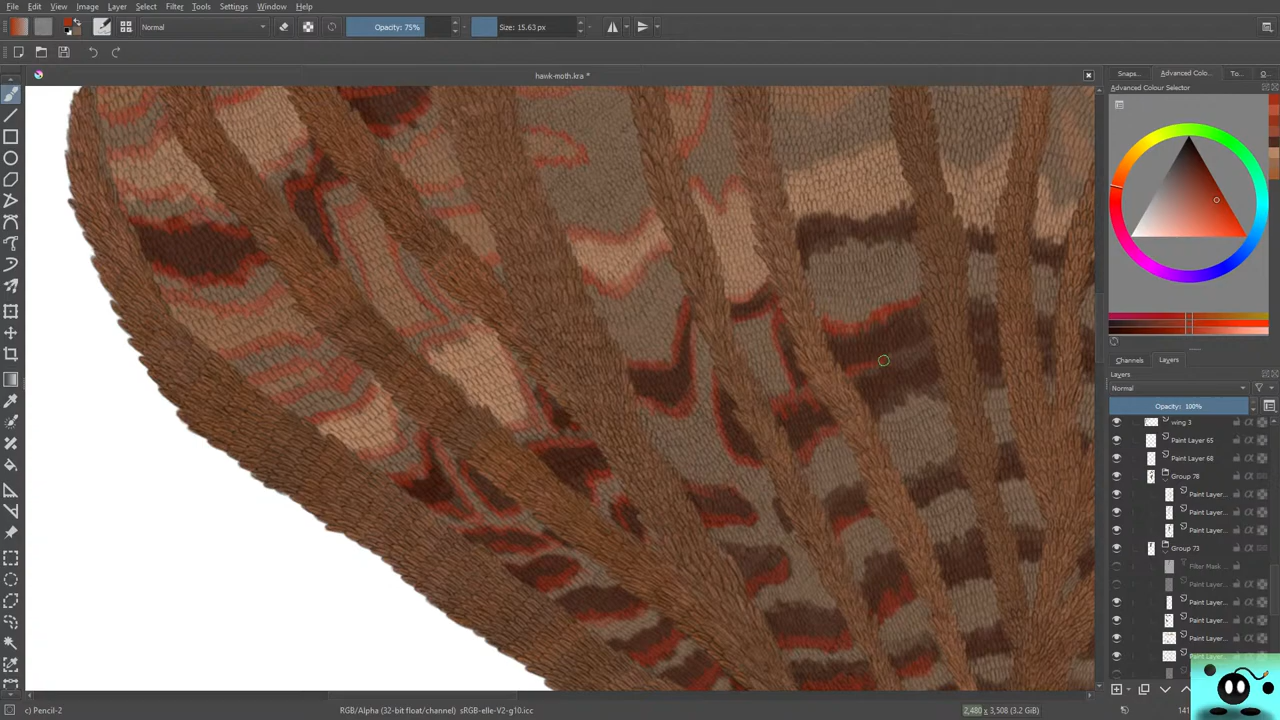 File Edit View Image Layer Select Filter Tools Settings Window Help
Normal Opacity: 75% Size: 15.63 px
hawk-moth.kra *
Snaps... Advanced Colo... To... O...
Advanced Colour Selector
Channels Layers
Layers
Normal
Opacity: 100%
wing 3
Paint Layer 65
Paint Layer 68
Group 78
Paint Layer...
Paint Layer...
Paint Layer...
Group 73
Filter Mask ...
Paint Layer...
Paint Layer...
Paint Layer...
Paint Layer...
Paint Layer...
c) Pencil-2 RGB/Alpha (32-bit float/channel) sRGB-elle-V2-g10.icc 2,480 x 3,508 (3.2 GiB) 141